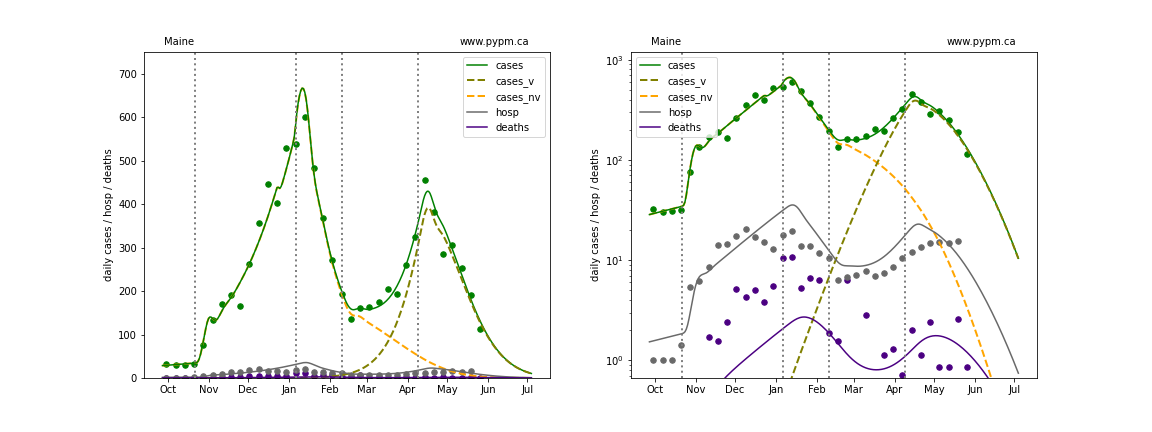 Maine www.pypm.ca
700
600
500
400
300
200
100
0
daily cases / hosp / deaths
cases
cases_v
cases_nv
hosp
deaths
Oct Nov Dec Jan Feb Mar Apr May Jun Jul
Maine www.pypm.ca
10³
10²
10¹
10⁰
daily cases / hosp / deaths
cases
cases_v
cases_nv
hosp
deaths
Oct Nov Dec Jan Feb Mar Apr May Jun Jul